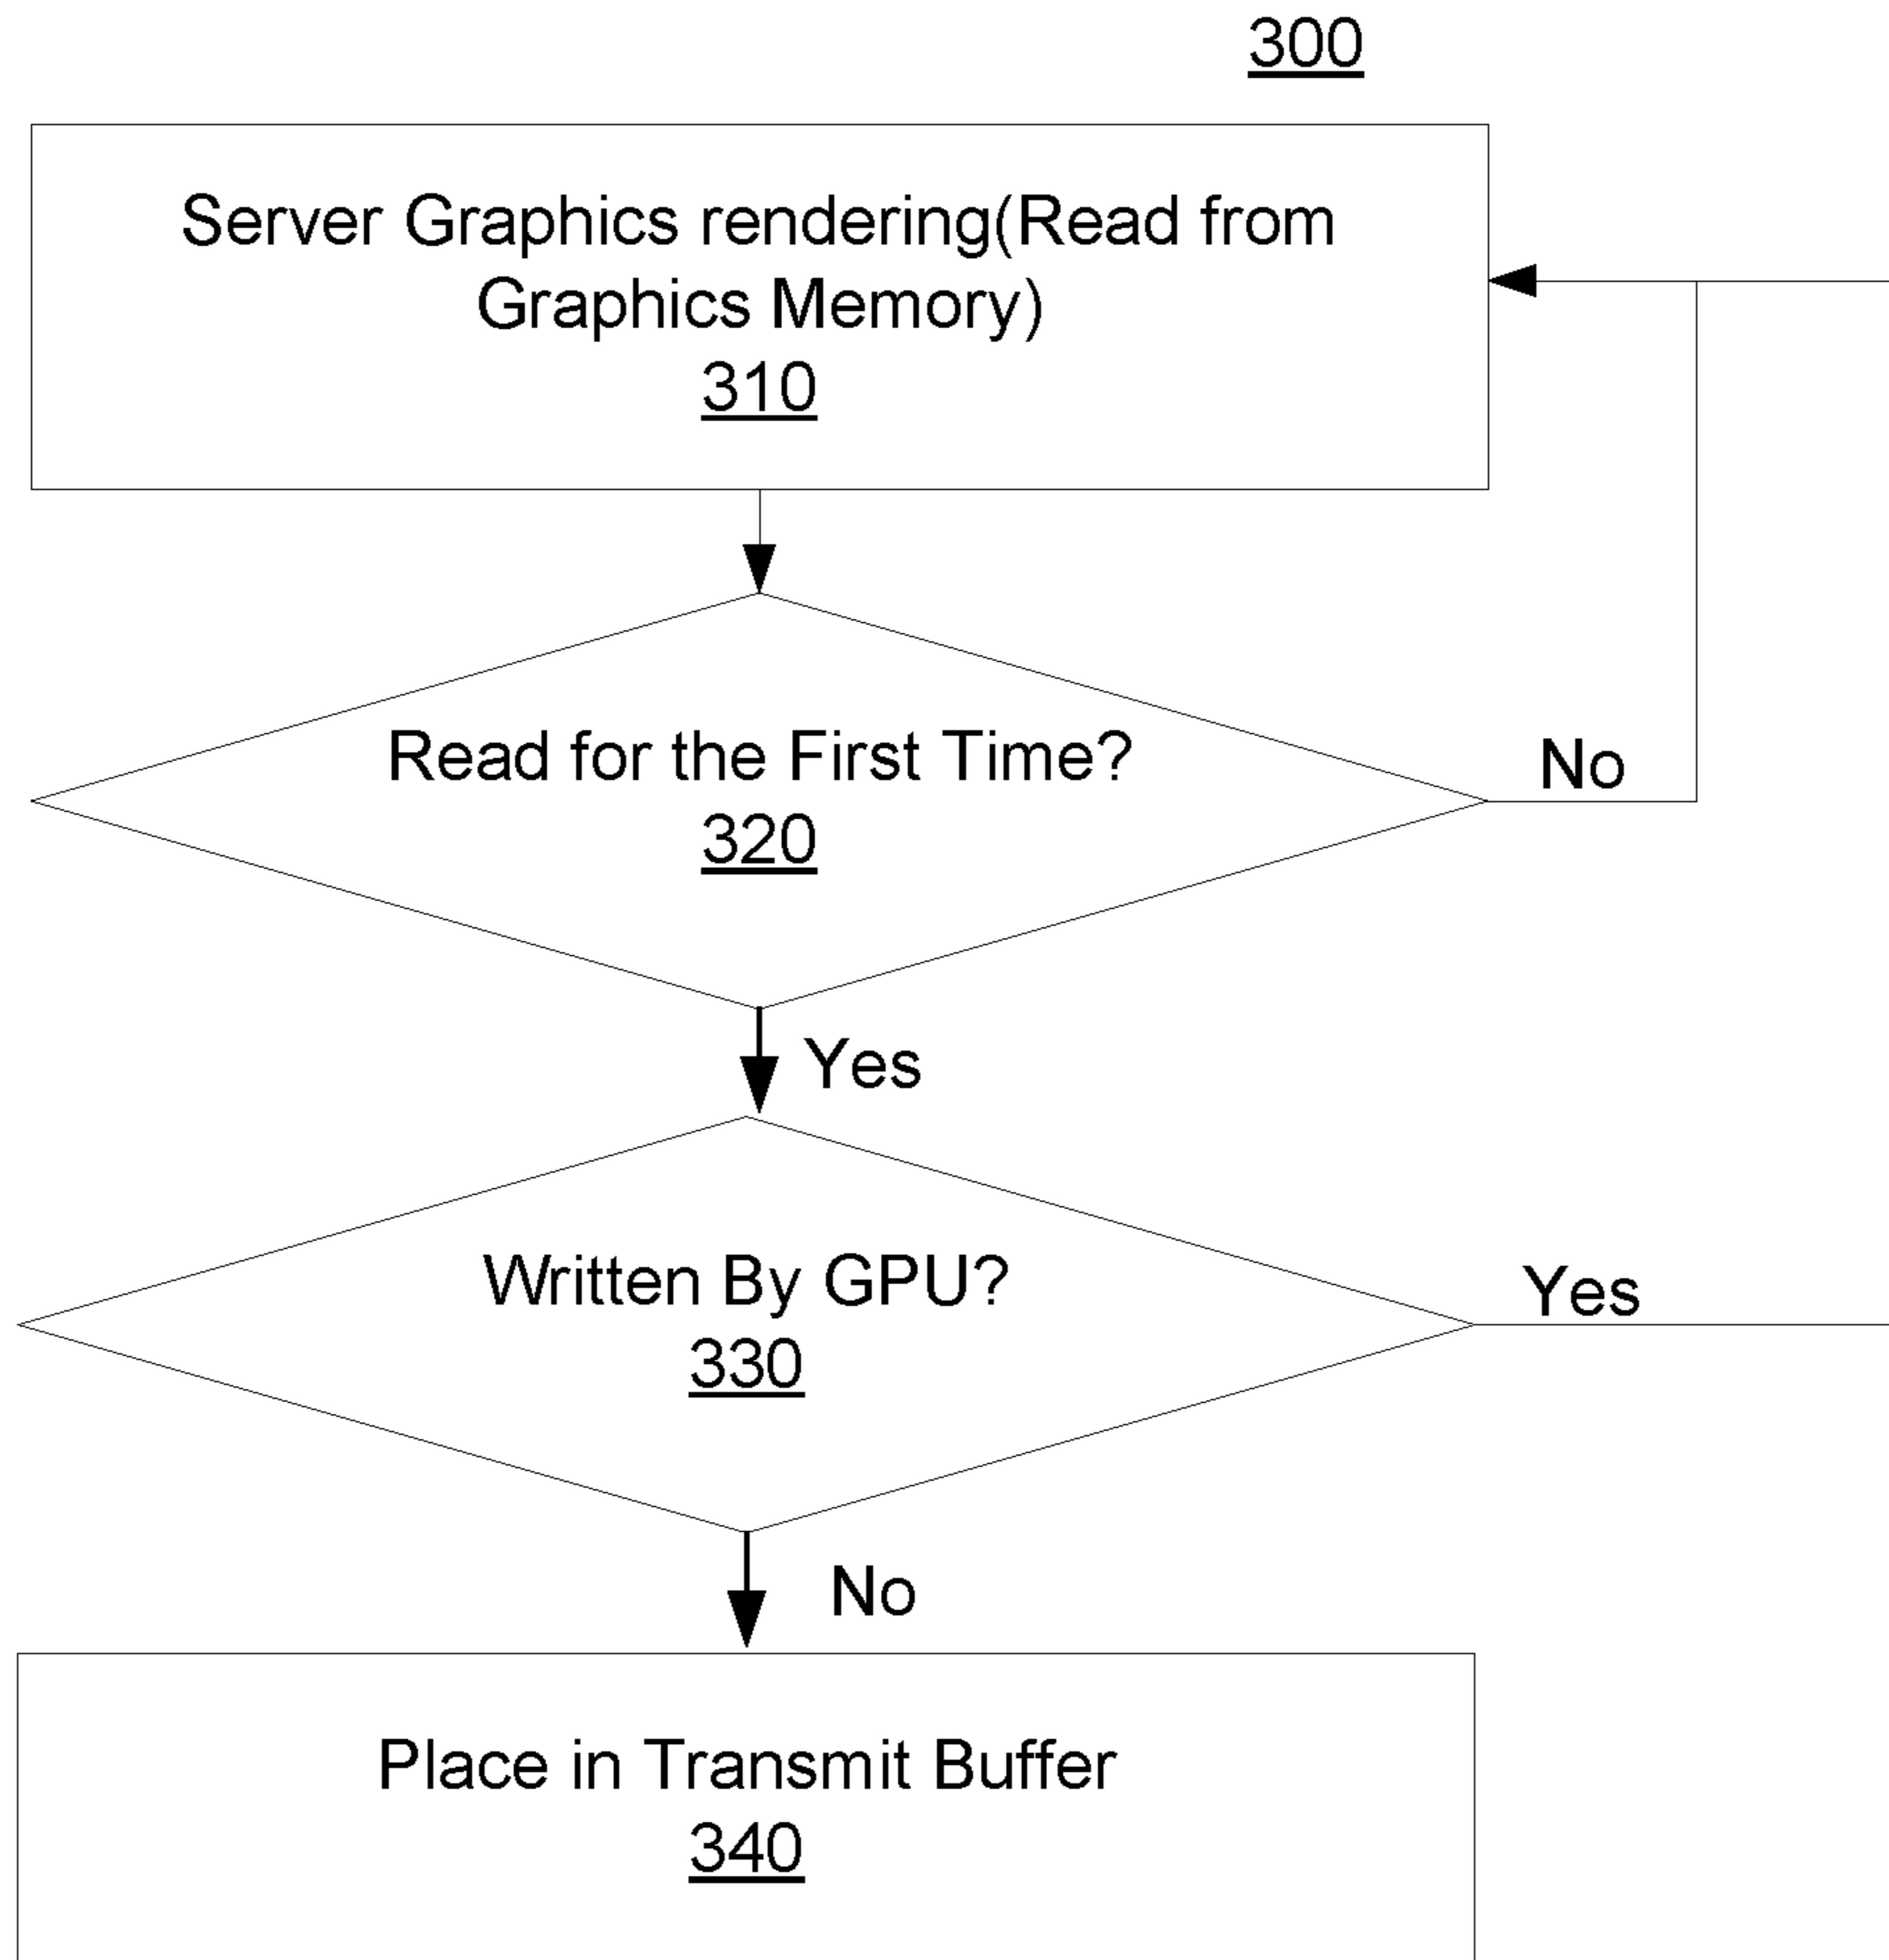 300
Server Graphics rendering(Read from
Graphics Memory)
310
Read for the First Time?
320
No
Yes
Written By GPU?
330
Yes
No
Place in Transmit Buffer
340